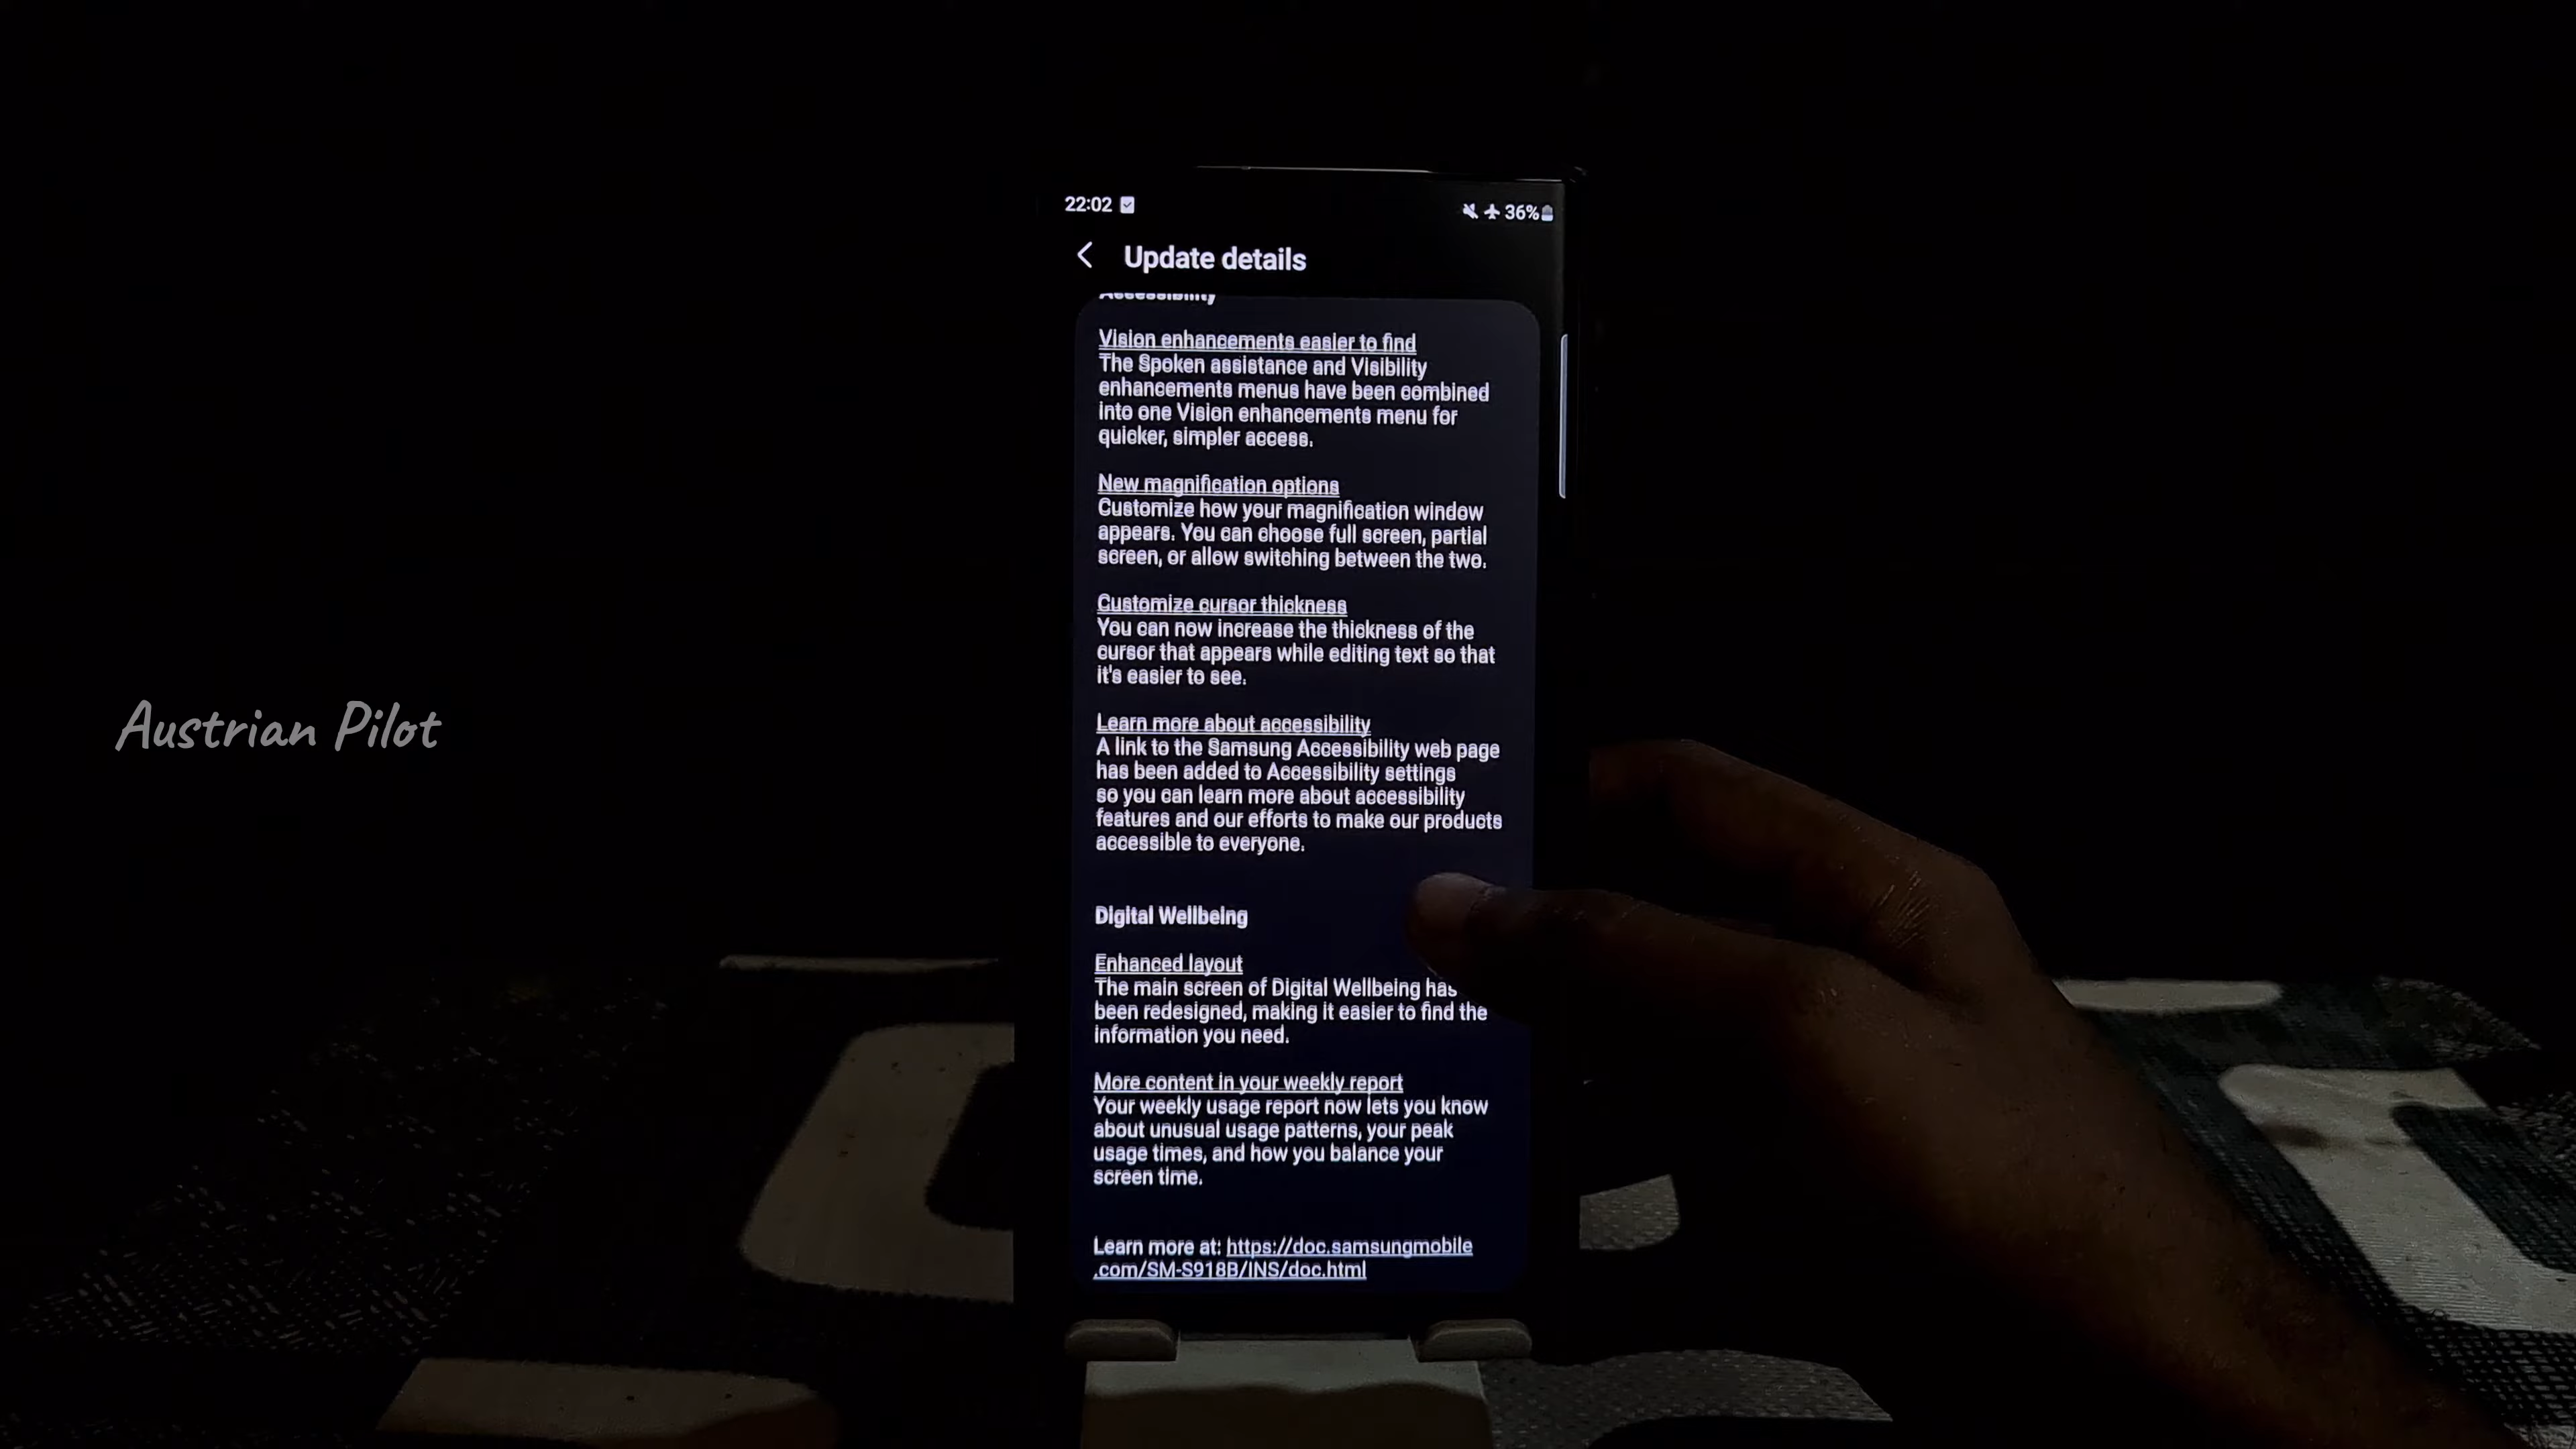 22:02
36%
Update details
Accessibility
Vision enhancements easier to find
The Spoken assistance and Visibility
enhancements menus have been combined
into one Vision enhancements menu for
quicker, simpler access.
New magnification options
Customize how your magnification window
appears. You can choose full screen, partial
screen, or allow switching between the two.
Customize cursor thickness
You can now increase the thickness of the
cursor that appears while editing text so that
it's easier to see.
Learn more about accessibility
A link to the Samsung Accessibility web page
has been added to Accessibility settings
so you can learn more about accessibility
features and our efforts to make our products
accessible to everyone.
Digital Wellbeing
Enhanced layout
The main screen of Digital Wellbeing has
been redesigned, making it easier to find the
information you need.
More content in your weekly report
Your weekly usage report now lets you know
about unusual usage patterns, your peak
usage times, and how you balance your
screen time.
Learn more at: https://doc.samsungmobile
.com/SM-S918B/INS/doc.html
Austrian Pilot